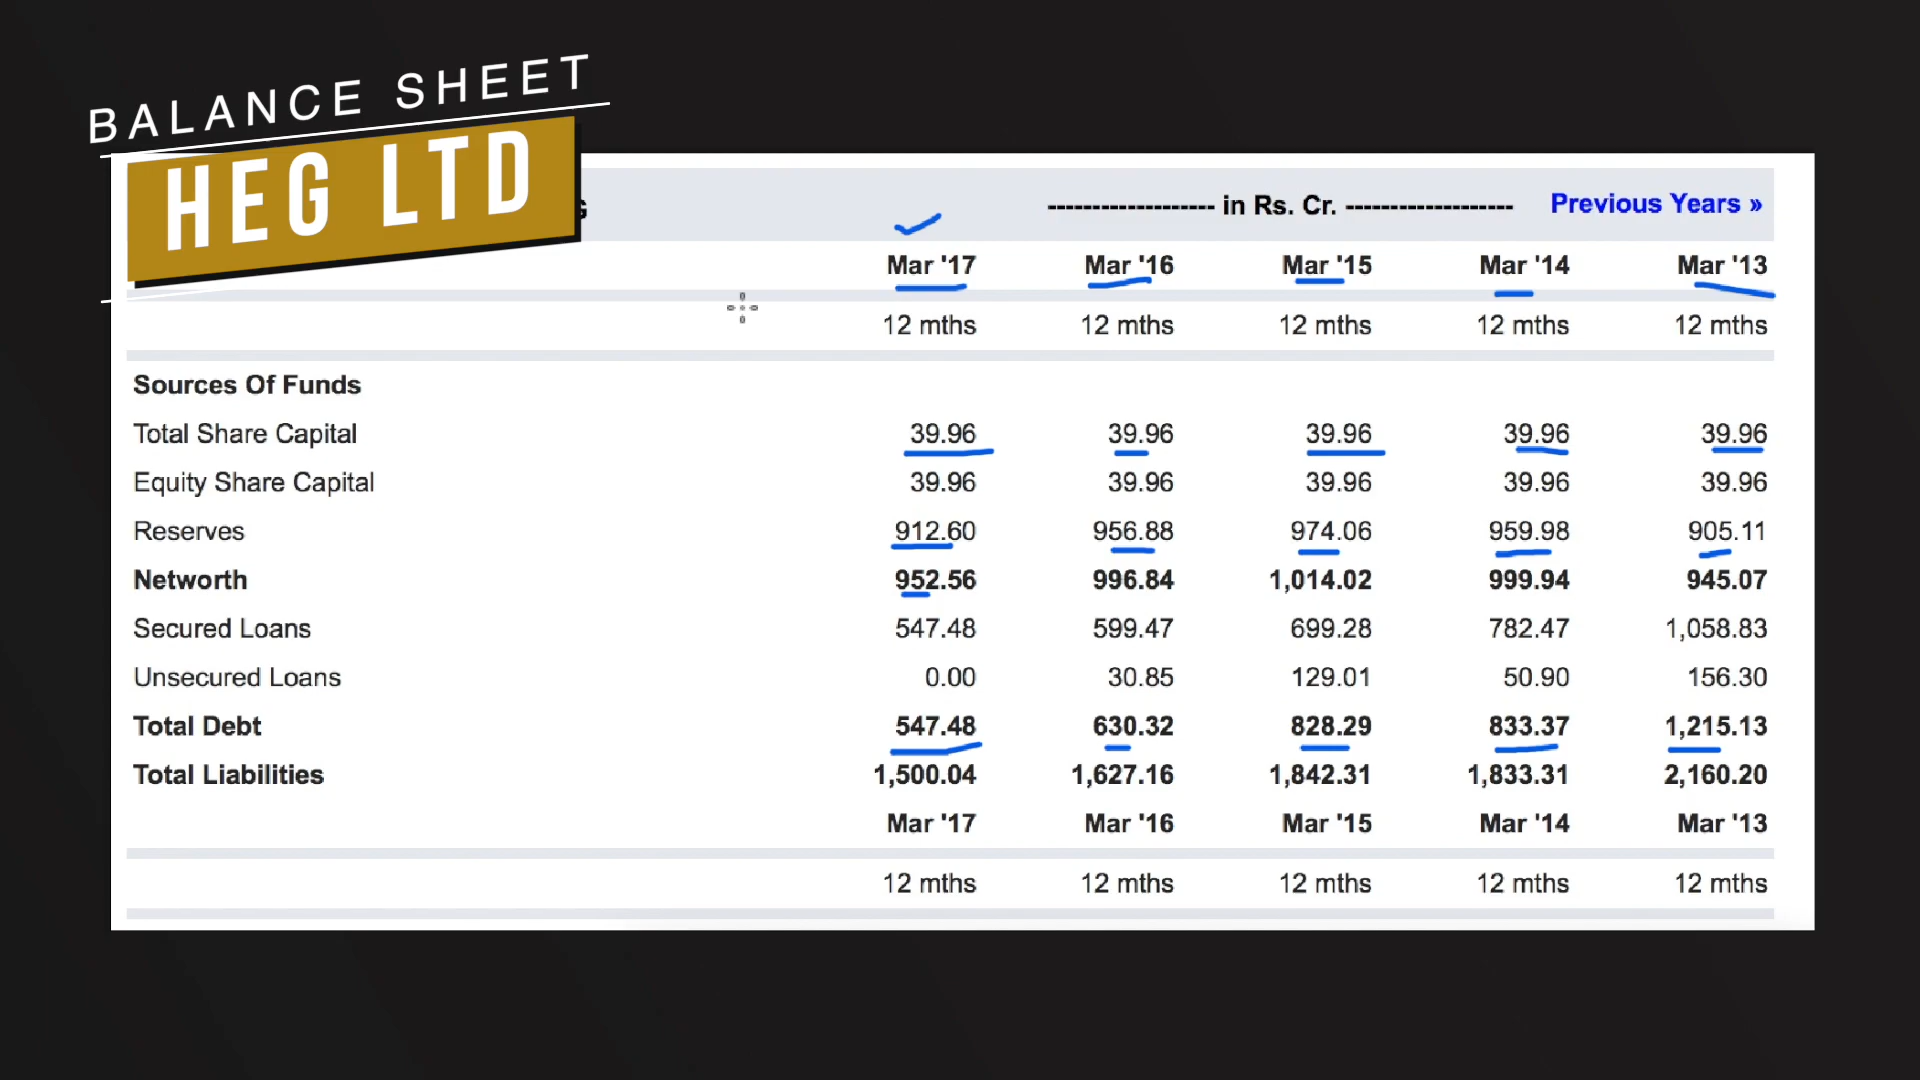 BALANCE SHEET
HEG LTD
------------------- in Rs. Cr. -------------------
Previous Years »
Mar '17 Mar '16 Mar '15 Mar '14 Mar '13
12 mths 12 mths 12 mths 12 mths 12 mths
Sources Of Funds
Total Share Capital 39.96 39.96 39.96 39.96 39.96
Equity Share Capital 39.96 39.96 39.96 39.96 39.96
Reserves 912.60 956.88 974.06 959.98 905.11
Networth 952.56 996.84 1,014.02 999.94 945.07
Secured Loans 547.48 599.47 699.28 782.47 1,058.83
Unsecured Loans 0.00 30.85 129.01 50.90 156.30
Total Debt 547.48 630.32 828.29 833.37 1,215.13
Total Liabilities 1,500.04 1,627.16 1,842.31 1,833.31 2,160.20
Mar '17 Mar '16 Mar '15 Mar '14 Mar '13
12 mths 12 mths 12 mths 12 mths 12 mths